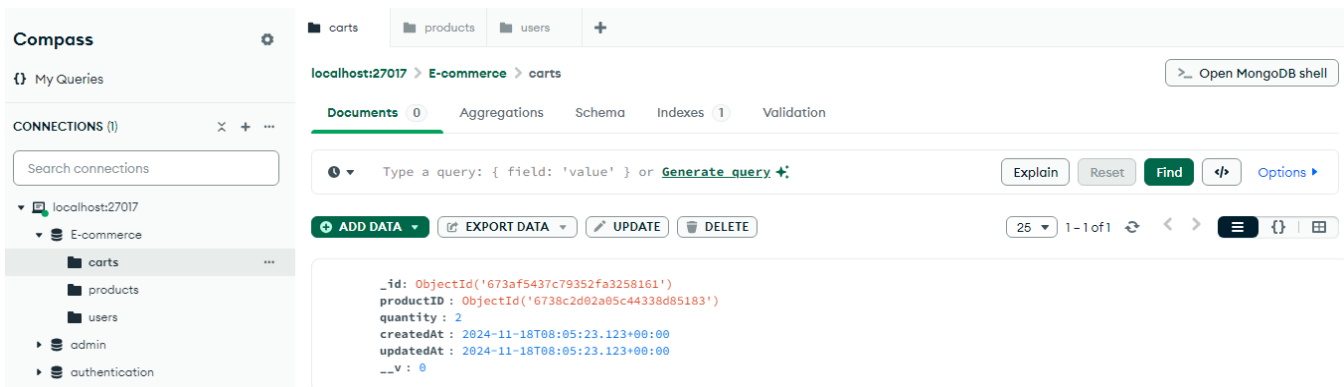 Compass
{} My Queries
CONNECTIONS (1)
Search connections
localhost:27017
E-commerce
carts
products
users
admin
authentication
carts products users
localhost:27017 > E-commerce > carts
>_ Open MongoDB shell
Documents 0 Aggregations Schema Indexes 1 Validation
Type a query: { field: 'value' } or Generate query
Explain Reset Find </> Options
ADD DATA EXPORT DATA UPDATE DELETE
25 1 – 1 of 1 {}
_id: ObjectId('673af5437c79352fa3258161')
productID : ObjectId('6738c2d02a05c44338d85183')
quantity : 2
createdAt : 2024-11-18T08:05:23.123+00:00
updatedAt : 2024-11-18T08:05:23.123+00:00
__v : 0